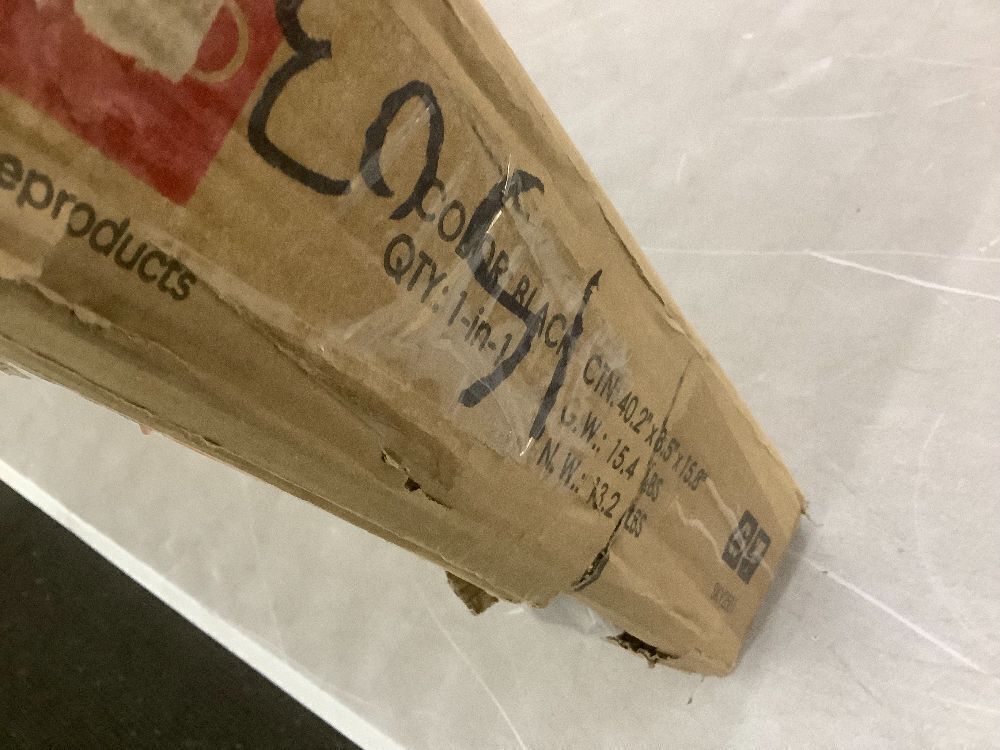 eproducts
COLOR: BLACK
QTY.: 1-in-1
CTN: 40.2"x8.5"x15.8"
G.W.: 15.4 LBS
N.W.: 13.2 LBS